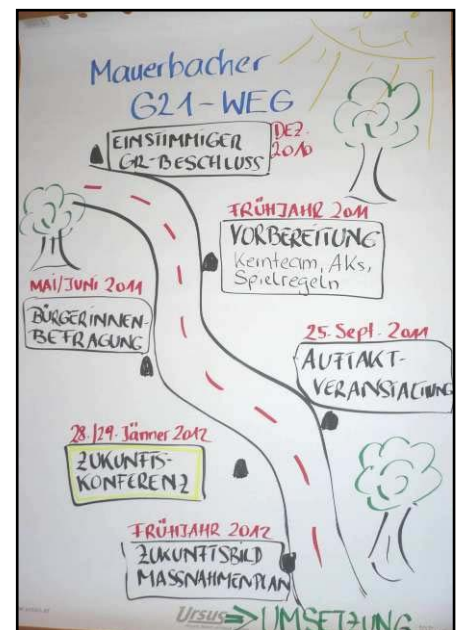 Mauerbacher
G21-WEG
DEZ.
2010
EINSTIMMIGER
GR-BESCHLUSS
FRÜHJAHR 2011
VORBEREITUNG
Kernteam, AKs,
Spielregeln
MAI/JUNI 2011
BÜRGERINNEN-
BEFRAGUNG
25. Sept. 2011
AUFTAKT-
VERANSTALTUNG
28./29. Jänner 2012
ZUKUNFTS-
KONFERENZ
FRÜHJAHR 2012
ZUKUNFTSBILD
MASSNAHMENPLAN
Ursus
=> UMSETZUNG